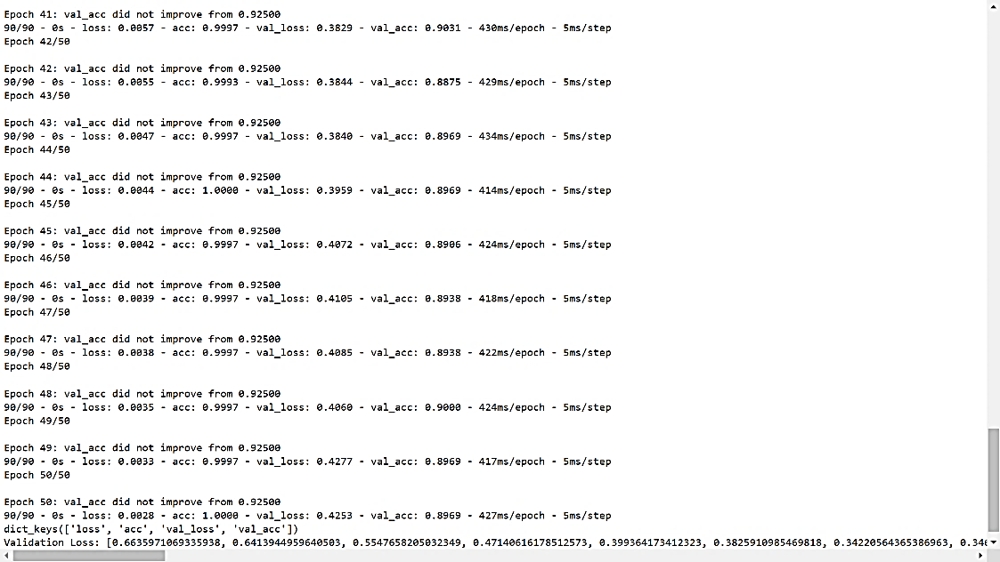 Epoch 41: val_acc did not improve from 0.92500
90/90 - 0s - loss: 0.0057 - acc: 0.9997 - val_loss: 0.3829 - val_acc: 0.9031 - 430ms/epoch - 5ms/step
Epoch 42/50
Epoch 42: val_acc did not improve from 0.92500
90/90 - 0s - loss: 0.0055 - acc: 0.9993 - val_loss: 0.3844 - val_acc: 0.8875 - 429ms/epoch - 5ms/step
Epoch 43/50
Epoch 43: val_acc did not improve from 0.92500
90/90 - 0s - loss: 0.0047 - acc: 0.9997 - val_loss: 0.3840 - val_acc: 0.8969 - 434ms/epoch - 5ms/step
Epoch 44/50
Epoch 44: val_acc did not improve from 0.92500
90/90 - 0s - loss: 0.0044 - acc: 1.0000 - val_loss: 0.3959 - val_acc: 0.8969 - 414ms/epoch - 5ms/step
Epoch 45/50
Epoch 45: val_acc did not improve from 0.92500
90/90 - 0s - loss: 0.0042 - acc: 0.9997 - val_loss: 0.4072 - val_acc: 0.8906 - 424ms/epoch - 5ms/step
Epoch 46/50
Epoch 46: val_acc did not improve from 0.92500
90/90 - 0s - loss: 0.0039 - acc: 0.9997 - val_loss: 0.4105 - val_acc: 0.8938 - 418ms/epoch - 5ms/step
Epoch 47/50
Epoch 47: val_acc did not improve from 0.92500
90/90 - 0s - loss: 0.0038 - acc: 0.9997 - val_loss: 0.4085 - val_acc: 0.8938 - 422ms/epoch - 5ms/step
Epoch 48/50
Epoch 48: val_acc did not improve from 0.92500
90/90 - 0s - loss: 0.0035 - acc: 0.9997 - val_loss: 0.4060 - val_acc: 0.9000 - 424ms/epoch - 5ms/step
Epoch 49/50
Epoch 49: val_acc did not improve from 0.92500
90/90 - 0s - loss: 0.0033 - acc: 0.9997 - val_loss: 0.4277 - val_acc: 0.8969 - 417ms/epoch - 5ms/step
Epoch 50/50
Epoch 50: val_acc did not improve from 0.92500
90/90 - 0s - loss: 0.0028 - acc: 1.0000 - val_loss: 0.4253 - val_acc: 0.8969 - 427ms/epoch - 5ms/step
dict_keys(['loss', 'acc', 'val_loss', 'val_acc'])
Validation Loss: [0.6635971069335938, 0.6413944959640503, 0.5547658205032349, 0.47140616178512573, 0.399364173412323, 0.3825910985469818, 0.34220564365386963,